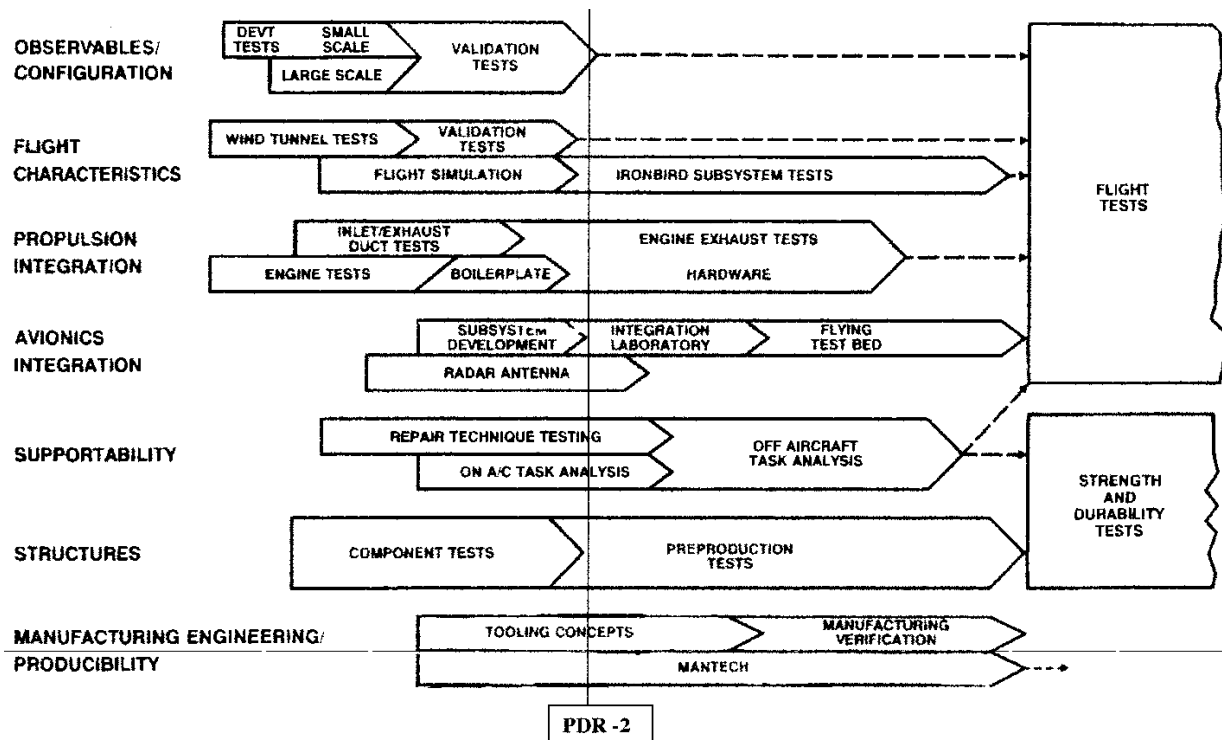 OBSERVABLES/
CONFIGURATION
DEVT
TESTS
SMALL
SCALE
LARGE SCALE
VALIDATION
TESTS
FLIGHT
CHARACTERISTICS
WIND TUNNEL TESTS
VALIDATION
TESTS
FLIGHT SIMULATION
IRONBIRD SUBSYSTEM TESTS
PROPULSION
INTEGRATION
INLET/EXHAUST
DUCT TESTS
ENGINE EXHAUST TESTS
ENGINE TESTS
BOILERPLATE
HARDWARE
FLIGHT
TESTS
AVIONICS
INTEGRATION
SUBSYSTEM
DEVELOPMENT
INTEGRATION
LABORATORY
FLYING
TEST BED
RADAR ANTENNA
SUPPORTABILITY
REPAIR TECHNIQUE TESTING
ON A/C TASK ANALYSIS
OFF AIRCRAFT
TASK ANALYSIS
STRENGTH
AND
DURABILITY
TESTS
STRUCTURES
COMPONENT TESTS
PREPRODUCTION
TESTS
MANUFACTURING ENGINEERING/
PRODUCIBILITY
TOOLING CONCEPTS
MANUFACTURING
VERIFICATION
MANTECH
PDR -2